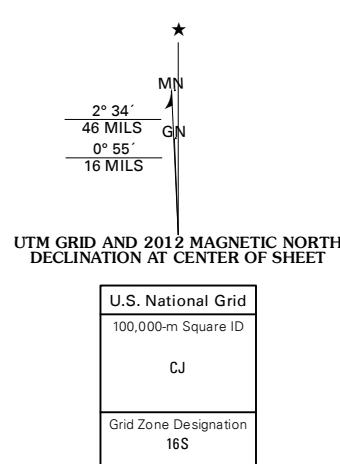 ★
MN
2° 34´
46 MILS
GN
0° 55´
16 MILS
UTM GRID AND 2012 MAGNETIC NORTH
DECLINATION AT CENTER OF SHEET
U.S. National Grid
100,000-m Square ID
CJ
Grid Zone Designation
16S